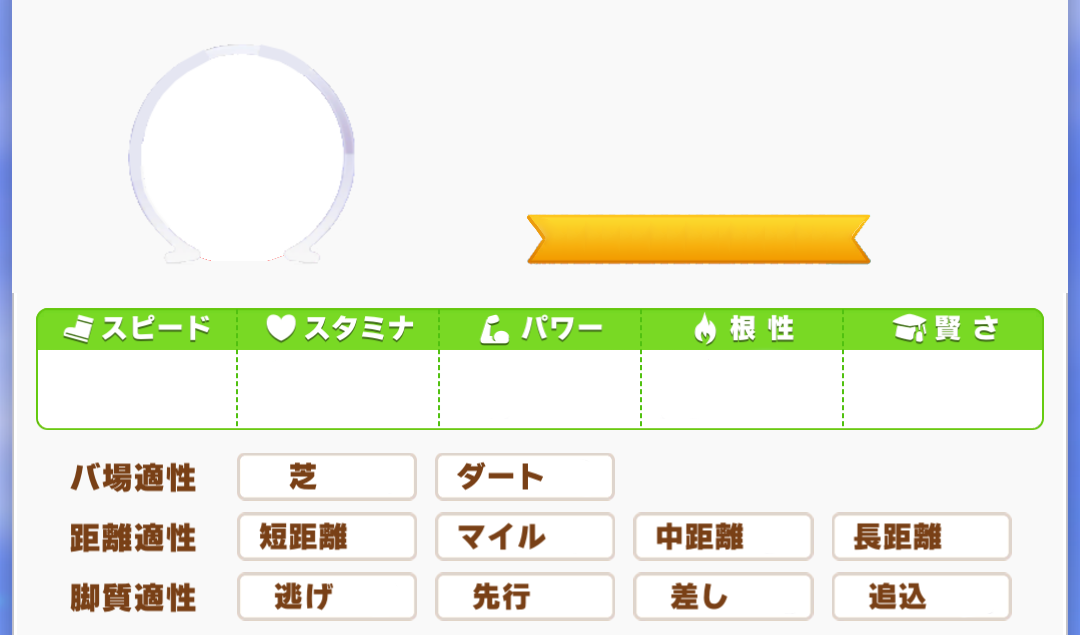 スピード スタミナ パワー 根性 賢さ
バ場適性 芝 ダート
距離適性 短距離 マイル 中距離 長距離
脚質適性 逃げ 先行 差し 追込